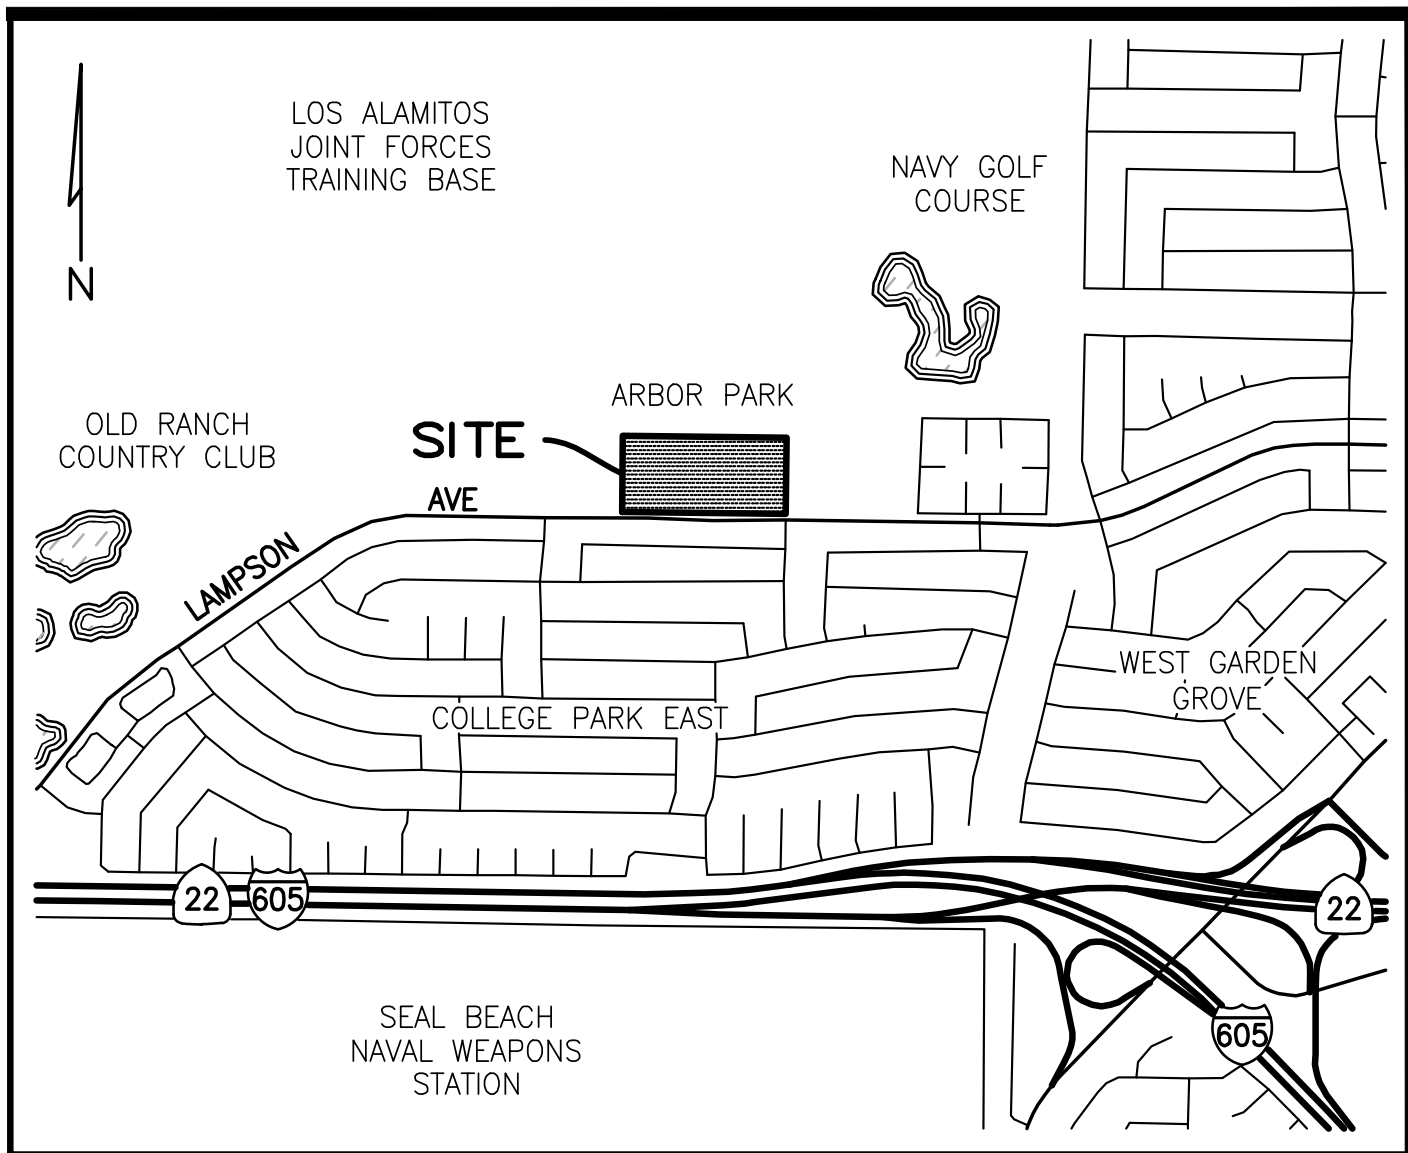 LOS ALAMITOS
JOINT FORCES
TRAINING BASE
NAVY GOLF
COURSE
N
ARBOR PARK
OLD RANCH
COUNTRY CLUB
SITE
LAMPSON AVE
WEST GARDEN
GROVE
COLLEGE PARK EAST
22
605
22
SEAL BEACH
NAVAL WEAPONS
STATION
605